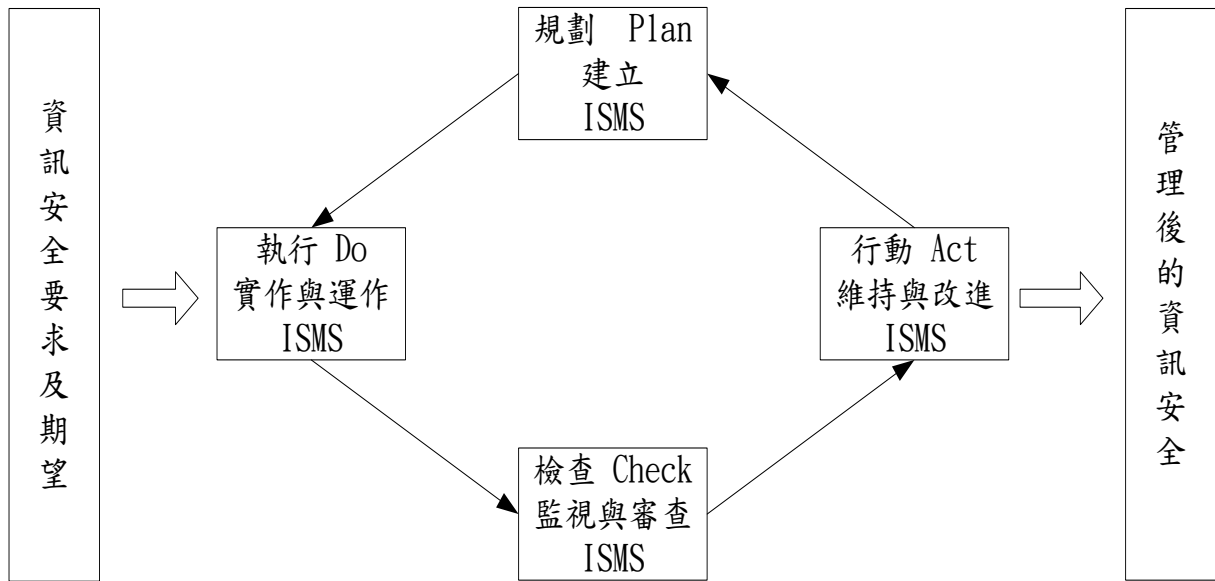 資訊安全要求及期望
規劃 Plan
建立
ISMS
執行 Do
實作與運作
ISMS
檢查 Check
監視與審查
ISMS
行動 Act
維持與改進
ISMS
管理後的資訊安全